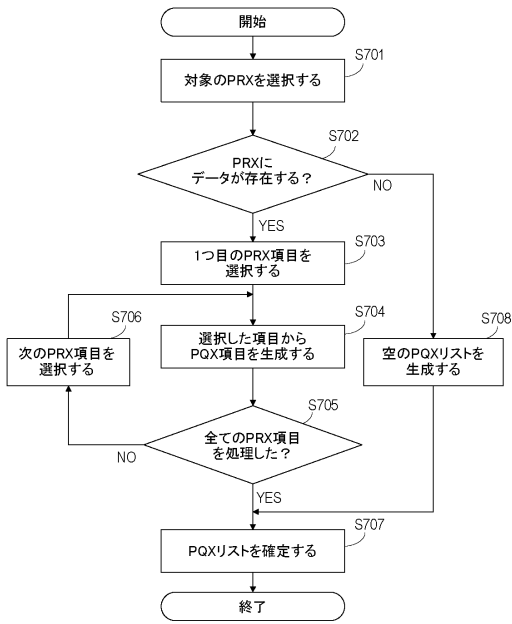 開始
S701
対象のPRXを選択する
S702
PRXに
データが存在する？
NO
YES
S703
1つ目のPRX項目を
選択する
S706
次のPRX項目を
選択する
S704
選択した項目から
PQX項目を生成する
S708
空のPQXリストを
生成する
S705
全てのPRX項目
を処理した？
NO
YES
S707
PQXリストを確定する
終了